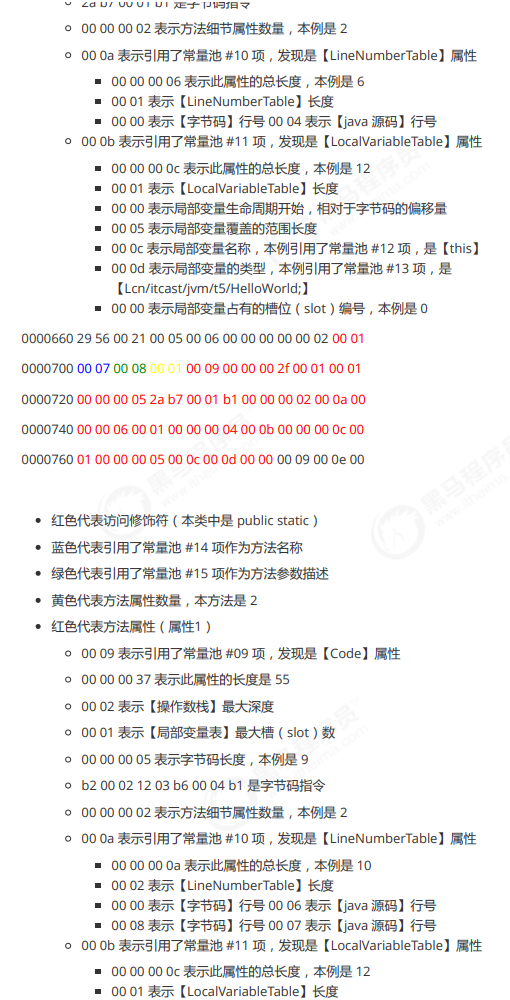 2a b7 00 01 b1 是字节码指令
00 00 00 02 表示方法细节属性数量，本例是 2
00 0a 表示引用了常量池 #10 项，发现是【LineNumberTable】属性
00 00 00 06 表示此属性的总长度，本例是 6
00 01 表示【LineNumberTable】长度
00 00 表示【字节码】行号 00 04 表示【java 源码】行号
00 0b 表示引用了常量池 #11 项，发现是【LocalVariableTable】属性
00 00 00 0c 表示此属性的总长度，本例是 12
00 01 表示【LocalVariableTable】长度
00 00 表示局部变量生命周期开始，相对于字节码的偏移量
00 05 表示局部变量覆盖的范围长度
00 0c 表示局部变量名称，本例引用了常量池 #12 项，是【this】
00 0d 表示局部变量的类型，本例引用了常量池 #13 项，是
【Lcn/itcast/jvm/t5/HelloWorld;】
00 00 表示局部变量占有的槽位（slot）编号，本例是 0
0000660 29 56 00 21 00 05 00 06 00 00 00 00 00 02 00 01
0000700 00 07 00 08 00 01 00 09 00 00 00 2f 00 01 00 01
0000720 00 00 00 05 2a b7 00 01 b1 00 00 00 02 00 0a 00
0000740 00 00 06 00 01 00 00 00 04 00 0b 00 00 00 0c 00
0000760 01 00 00 00 05 00 0c 00 0d 00 00 00 09 00 0e 00
红色代表访问修饰符（本类中是 public static）
蓝色代表引用了常量池 #14 项作为方法名称
绿色代表引用了常量池 #15 项作为方法参数描述
黄色代表方法属性数量，本方法是 2
红色代表方法属性（属性1）
00 09 表示引用了常量池 #09 项，发现是【Code】属性
00 00 00 37 表示此属性的长度是 55
00 02 表示【操作数栈】最大深度
00 01 表示【局部变量表】最大槽（slot）数
00 00 00 05 表示字节码长度，本例是 9
b2 00 02 12 03 b6 00 04 b1 是字节码指令
00 00 00 02 表示方法细节属性数量，本例是 2
00 0a 表示引用了常量池 #10 项，发现是【LineNumberTable】属性
00 00 00 0a 表示此属性的总长度，本例是 10
00 02 表示【LineNumberTable】长度
00 00 表示【字节码】行号 00 06 表示【java 源码】行号
00 08 表示【字节码】行号 00 07 表示【java 源码】行号
00 0b 表示引用了常量池 #11 项，发现是【LocalVariableTable】属性
00 00 00 0c 表示此属性的总长度，本例是 12
00 01 表示【LocalVariableTable】长度